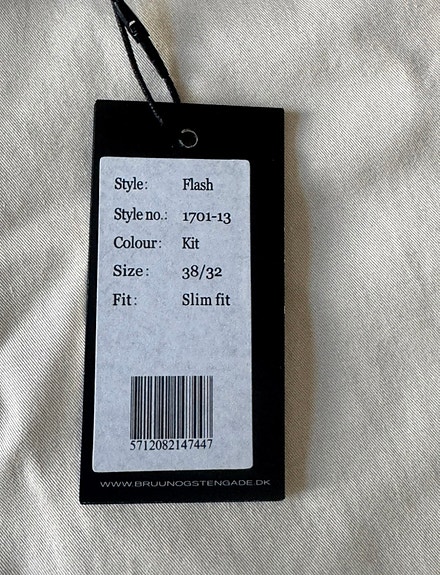 Style: Flash
Style no.: 1701-13
Colour: Kit
Size: 38/32
Fit: Slim fit
5712082147447
WWW.BRUUNOGSTENGADE.DK